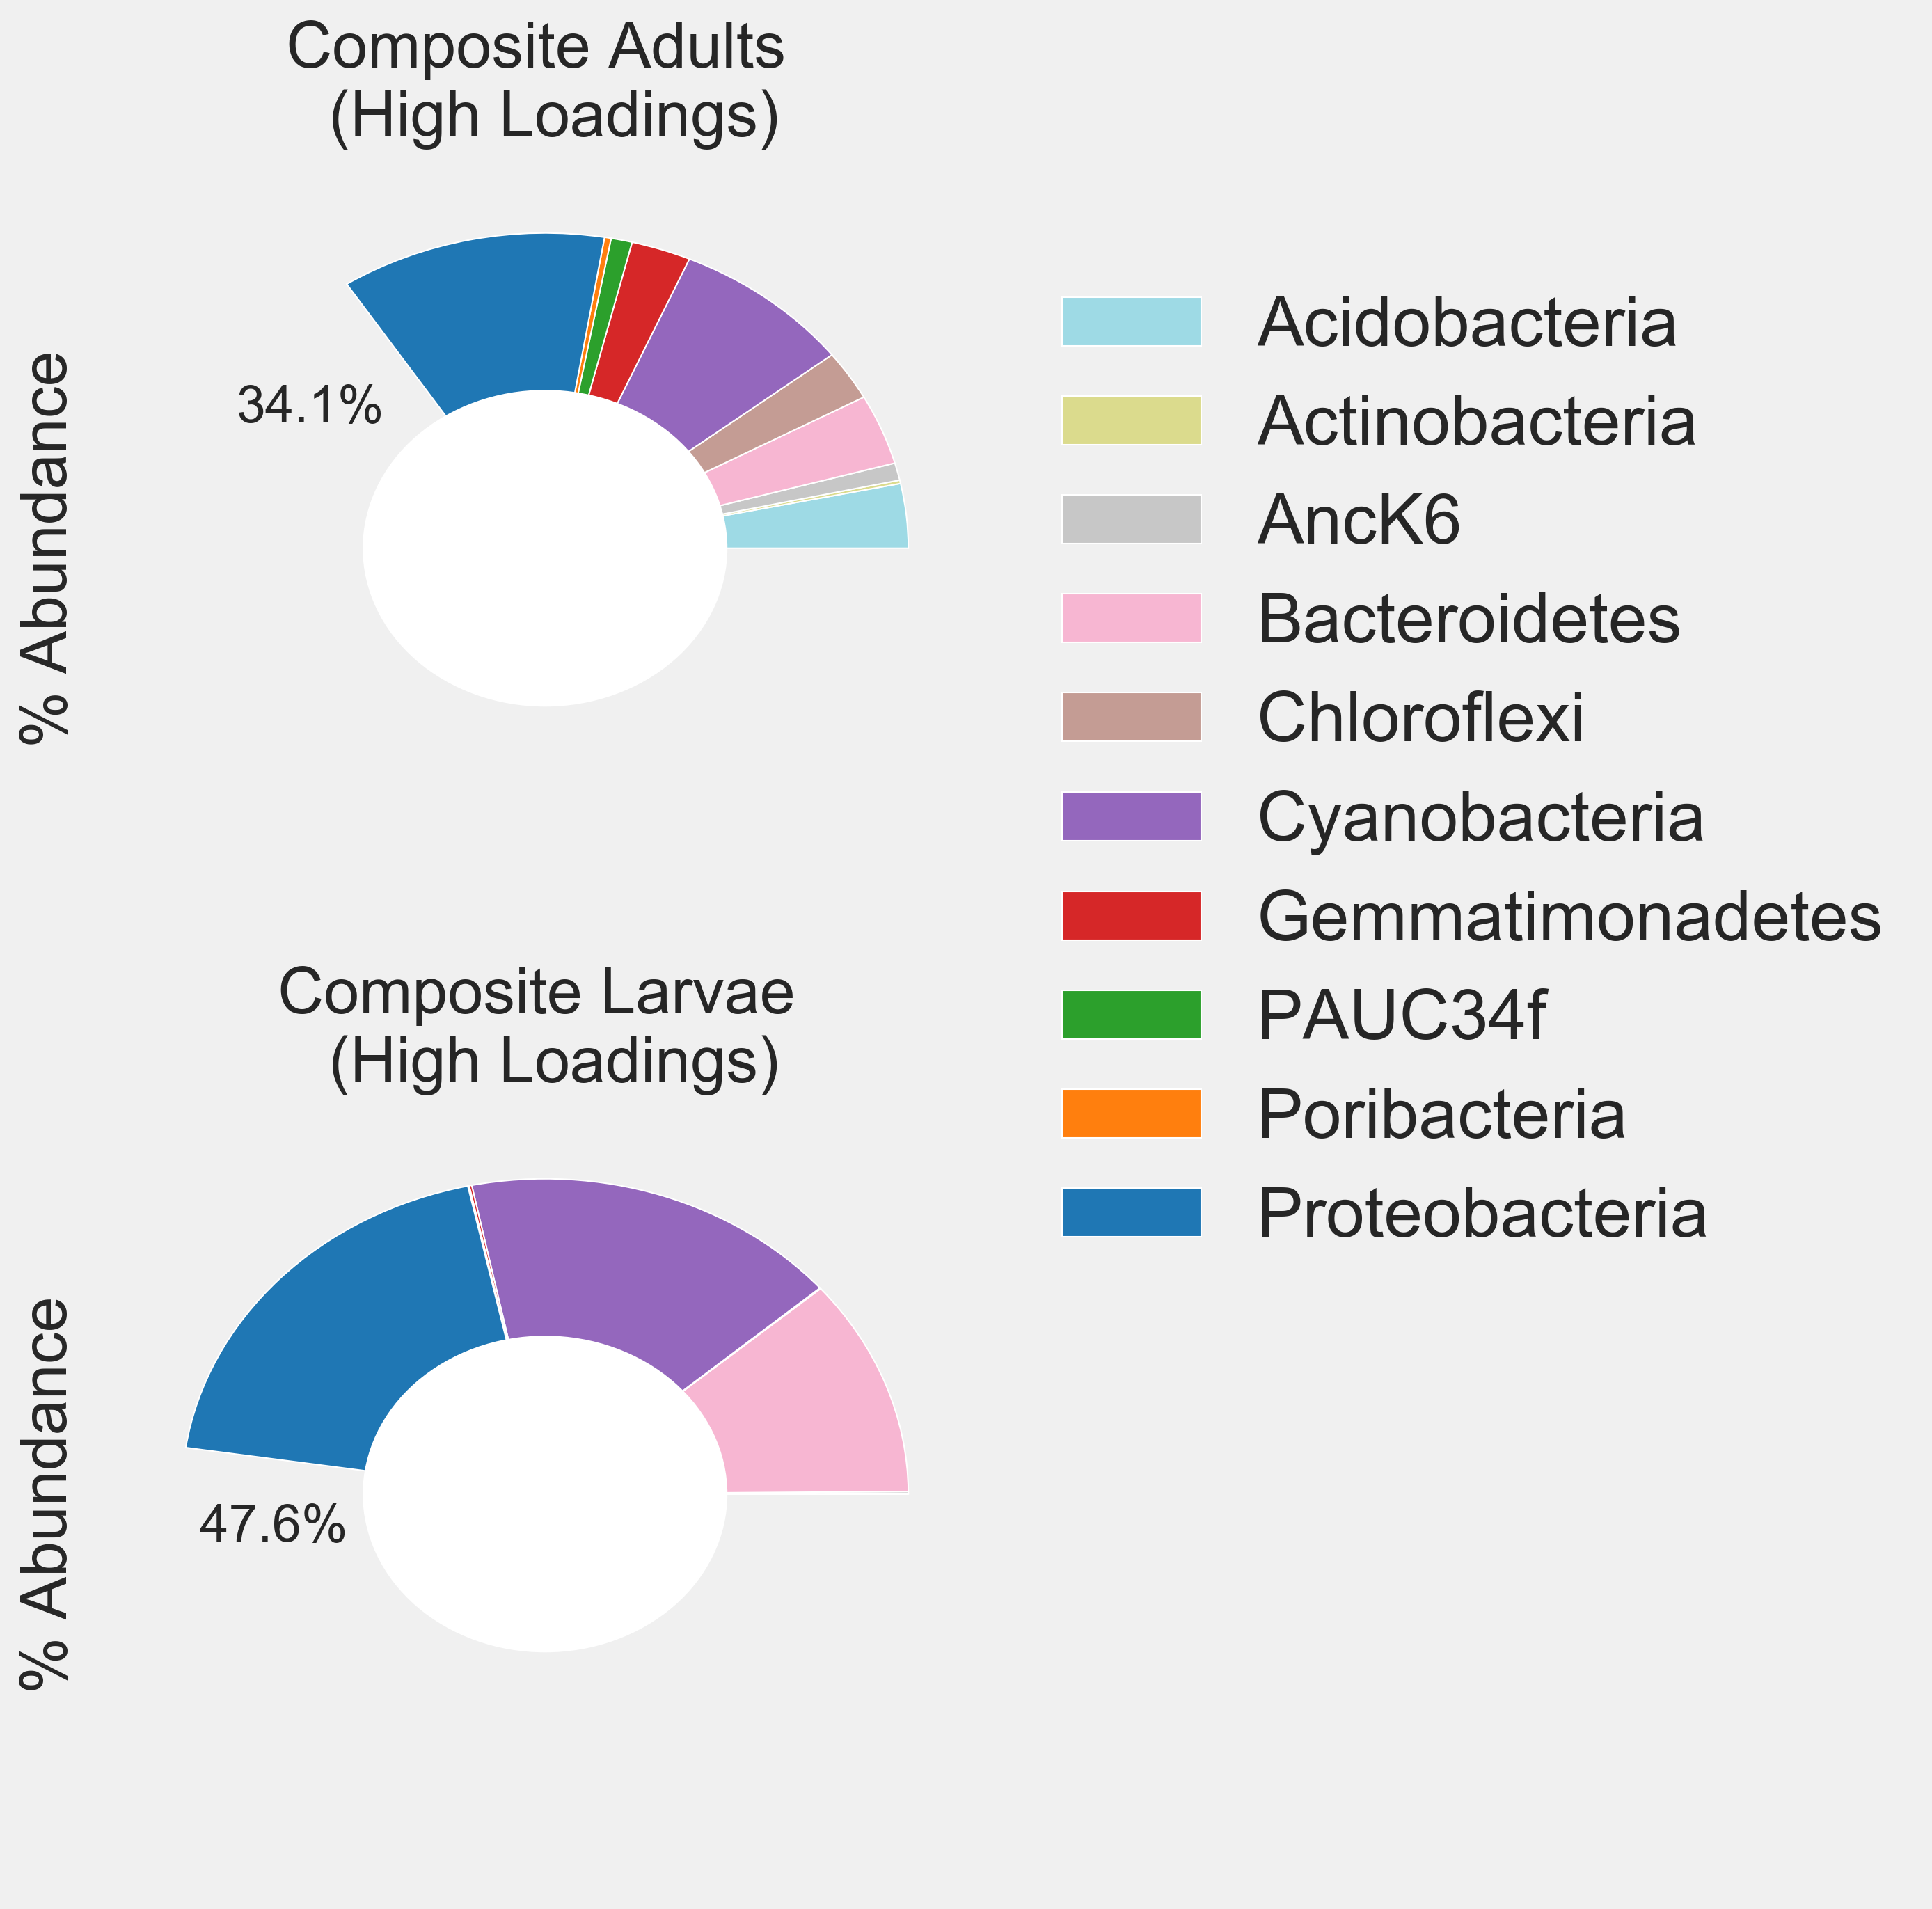 Composite Adults
(High Loadings)
% Abundance
34.1%
Acidobacteria
Actinobacteria
AncK6
Bacteroidetes
Chloroflexi
Cyanobacteria
Gemmatimonadetes
PAUC34f
Poribacteria
Proteobacteria
Composite Larvae
(High Loadings)
% Abundance
47.6%